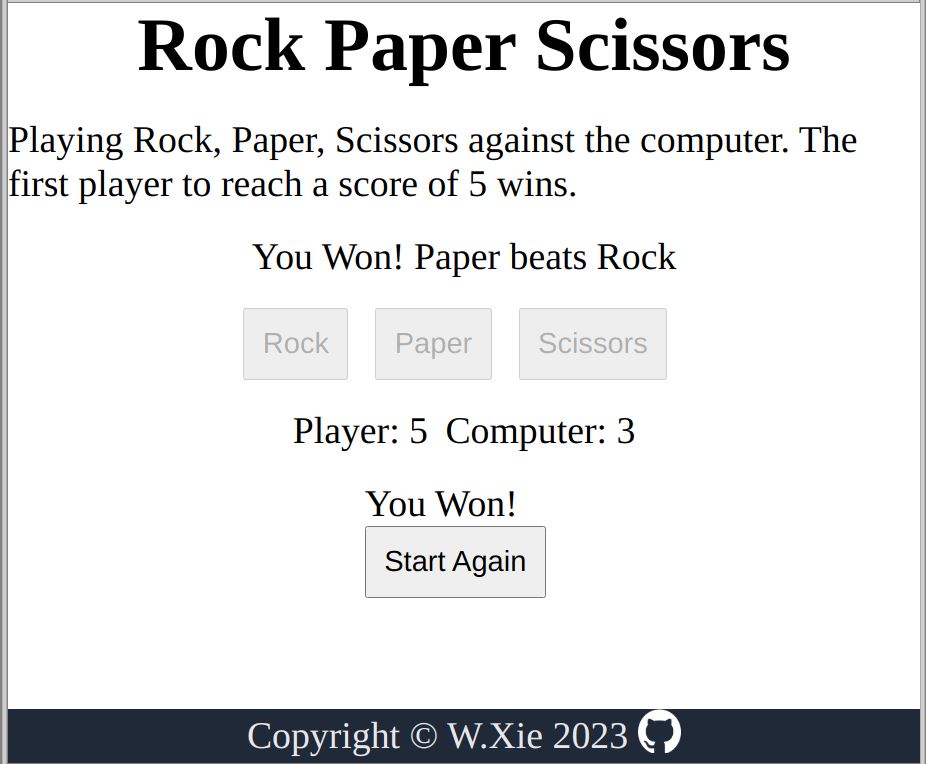 Rock Paper Scissors
Playing Rock, Paper, Scissors against the computer. The
first player to reach a score of 5 wins.
You Won! Paper beats Rock
Rock Paper Scissors
Player: 5 Computer: 3
You Won!
Start Again
Copyright © W.Xie 2023